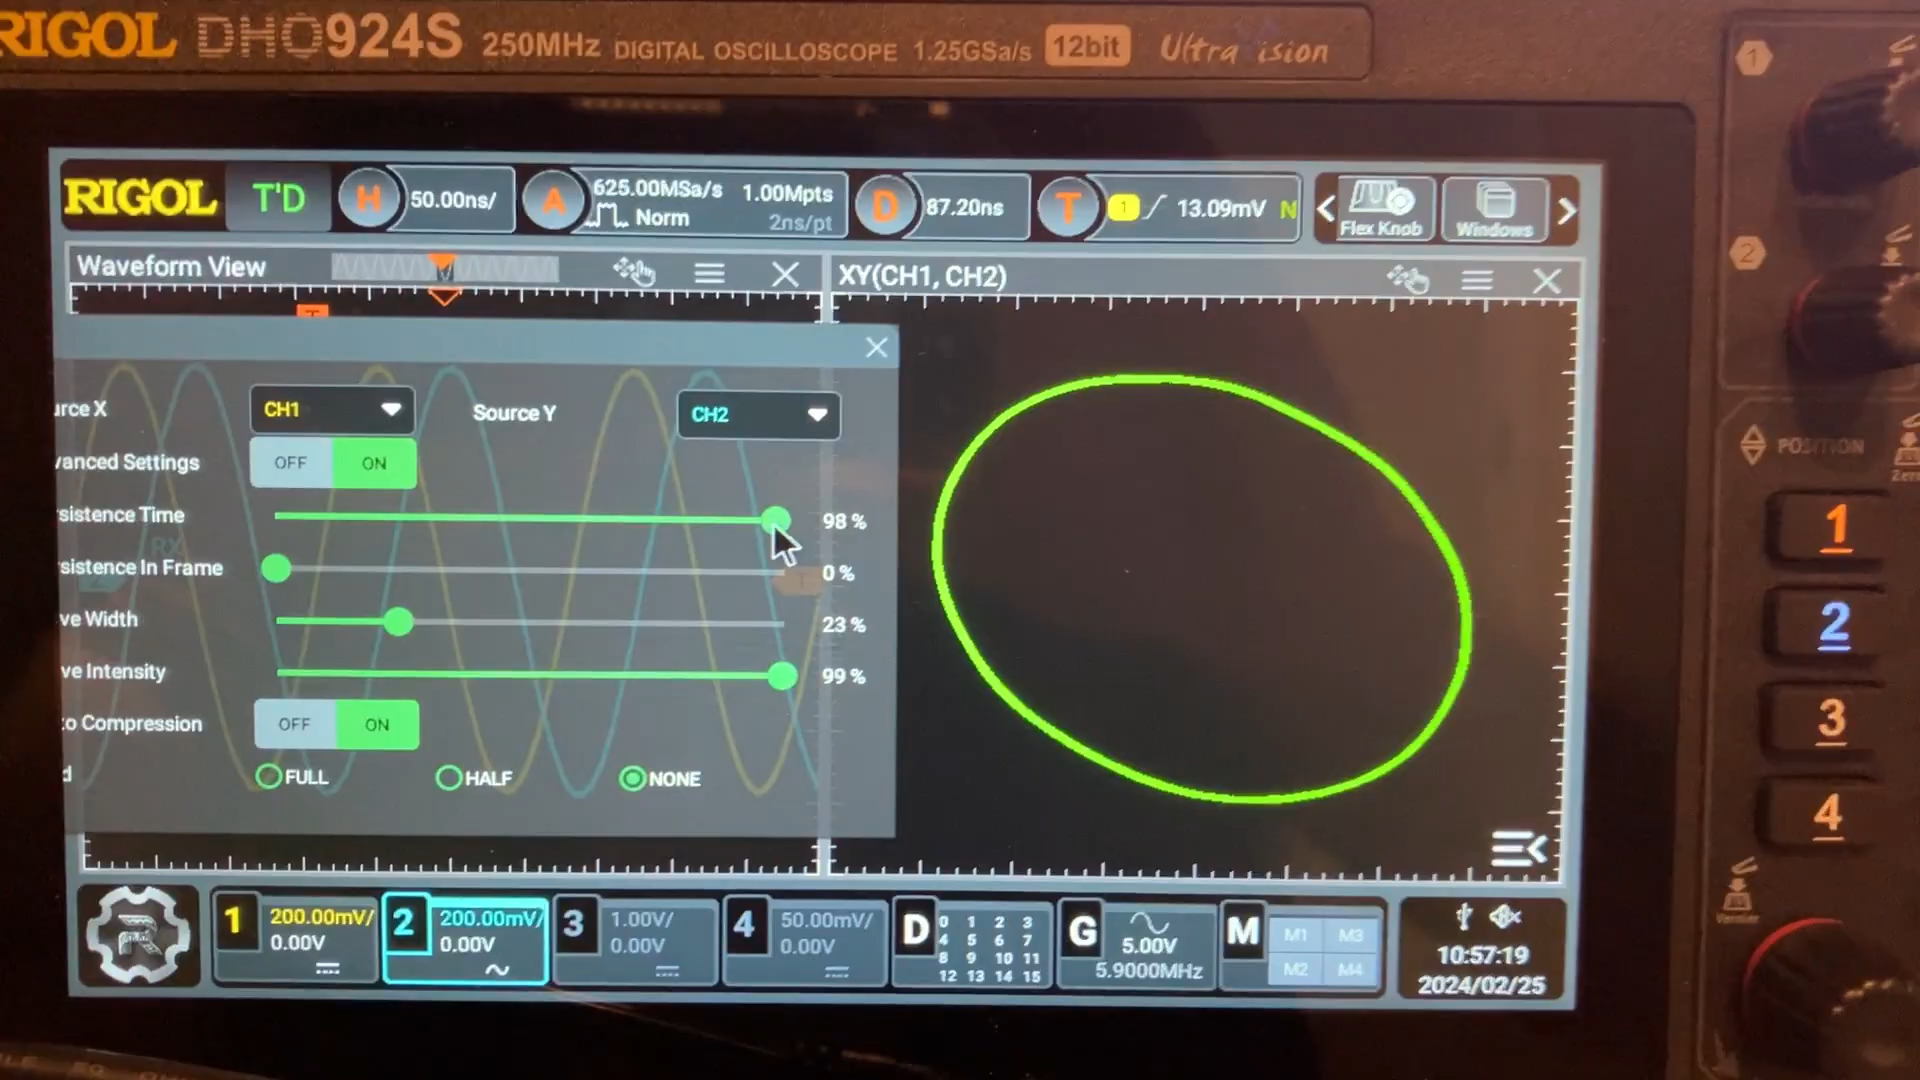 RIGOL DHO924S 250MHz DIGITAL OSCILLOSCOPE 1.25GSa/s 12bit Ultra ision
RIGOL T'D H 50.00ns/ A 625.00MSa/s 1.00Mpts
Norm 2ns/pt
D 87.20ns T 1 13.09mV N
Flex Knob Windows
Waveform View
XY(CH1, CH2)
T
urce X CH1 Source Y CH2
vanced Settings OFF ON
sistence Time 98 %
RX
sistence In Frame 0 %
T
ve Width 23 %
ve Intensity 99 %
to Compression OFF ON
d FULL HALF NONE
1 200.00mV/
0.00V
2 200.00mV/
0.00V
3 1.00V/
0.00V
4 50.00mV/
0.00V
D 0 1 2 3
4 5 6 7
8 9 10 11
12 13 14 15
G 5.00V
5.9000MHz
M M1 M3
M2 M4
10:57:19
2024/02/25
1
2
POSITION
1
2
3
4
Vernier